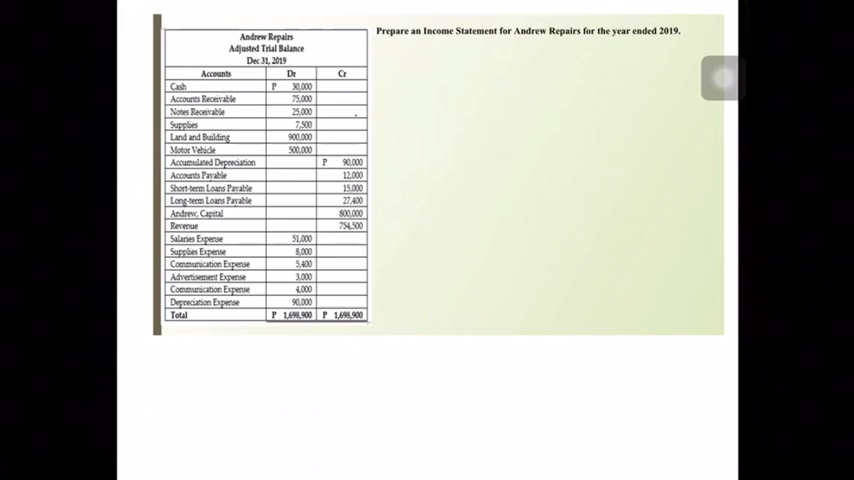 Prepare an Income Statement for Andrew Repairs for the year ended 2019.
Andrew Repairs
Adjusted Trial Balance
Dec 31, 2019
Accounts Dr Cr
Cash P 30,000
Accounts Receivable 75,000
Notes Receivable 25,000
Supplies 7,500
Land and Building 900,000
Motor Vehicle 500,000
Accumulated Depreciation P 90,000
Accounts Payable 12,000
Short-term Loans Payable 15,000
Long-term Loans Payable 27,400
Andrew, Capital 800,000
Revenue 754,500
Salaries Expense 51,000
Supplies Expense 8,000
Communication Expense 5,400
Advertisement Expense 3,000
Communication Expense 4,000
Depreciation Expense 90,000
Total P 1,698,900 P 1,698,900